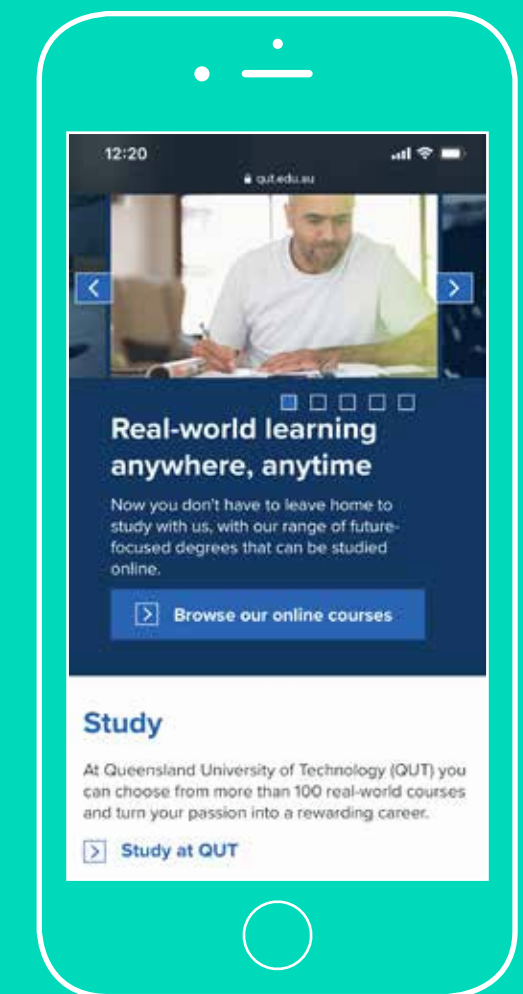 12:20
qut.edu.au
Real-world learning
anywhere, anytime
Now you don't have to leave home to
study with us, with our range of future-
focused degrees that can be studied
online.
Browse our online courses
Study
At Queensland University of Technology (QUT) you
can choose from more than 100 real-world courses
and turn your passion into a rewarding career.
Study at QUT